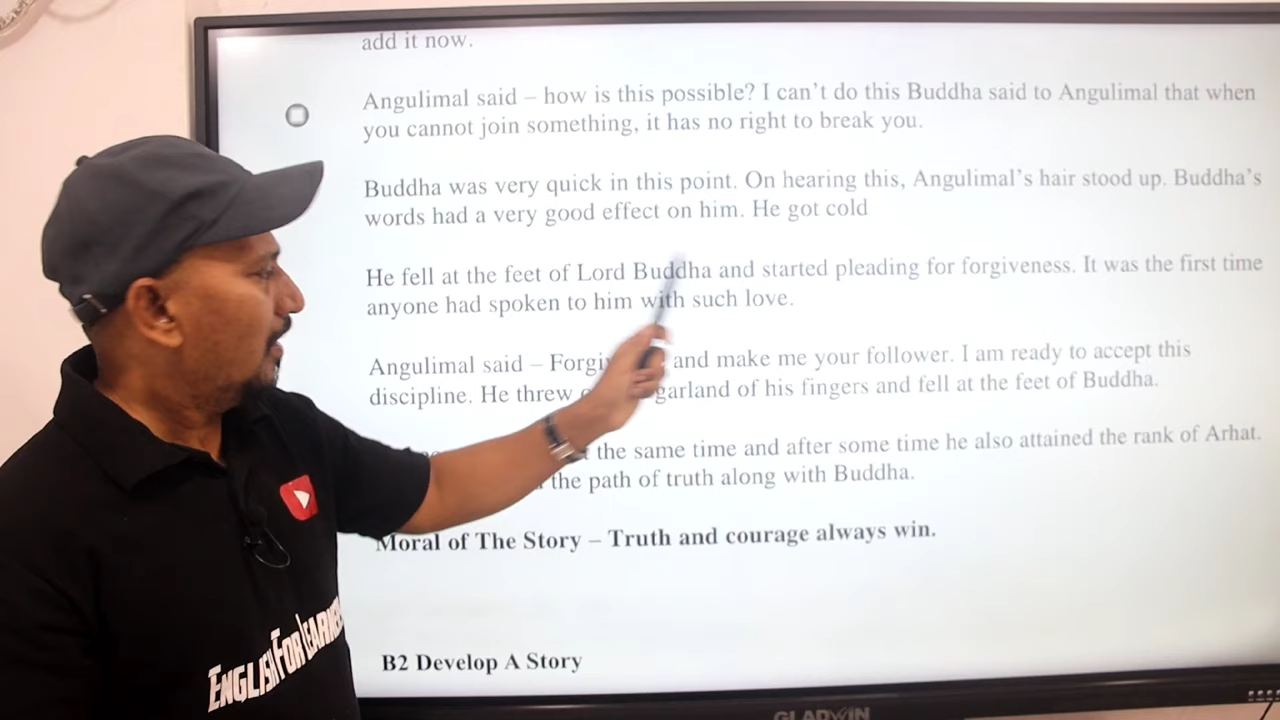 add it now.
Angulimal said – how is this possible? I can't do this Buddha said to Angulimal that when
you cannot join something, it has no right to break you.
Buddha was very quick in this point. On hearing this, Angulimal's hair stood up. Buddha's
words had a very good effect on him. He got cold
He fell at the feet of Lord Buddha and started pleading for forgiveness. It was the first time
anyone had spoken to him with such love.
Angulimal said – and make me your follower. I am ready to accept this
discipline. He threw garland of his fingers and fell at the feet of Buddha.
the same time and after some time he also attained the rank of Arhat.
the path of truth along with Buddha.
Moral of The Story – Truth and courage always win.
B2 Develop A Story
ENGLISH FOR LEARNERS
GLADWIN